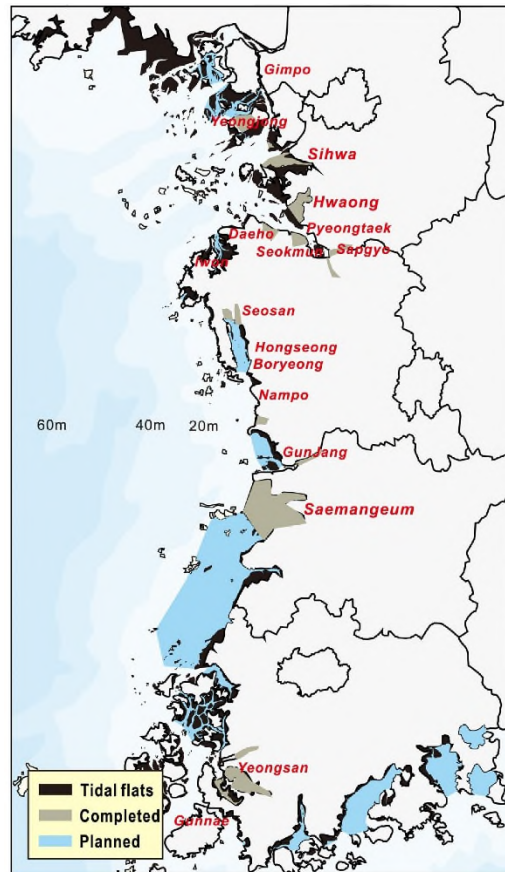 Gimpo
Yeongjong
Sihwa
Hwaong
Pyeongtaek
Daeho
Seokmun
Sapgyo
Iwon
Seosan
Hongseong
Boryeong
Nampo
60m 40m 20m
GunJang
Saemangeum
Yeongsan
Gunnae
Tidal flats
Completed
Planned